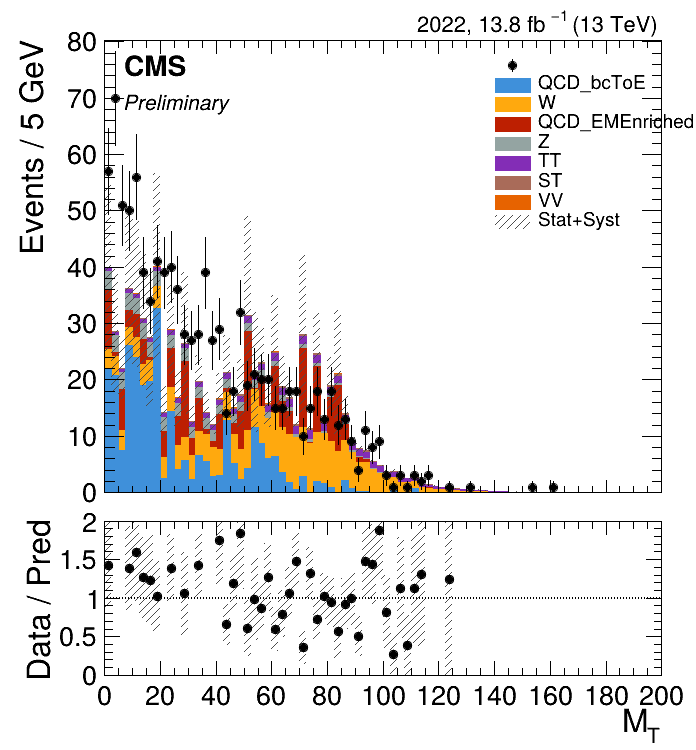 2022, 13.8 fb⁻¹ (13 TeV)
CMS
Preliminary
QCD_bcToE
W
QCD_EMEnriched
Z
TT
ST
VV
Stat+Syst
Events / 5 GeV
80
70
60
50
40
30
20
10
0
Data / Pred
2
1.5
1
0.5
0
0 20 40 60 80 100 120 140 160 180 200
M_T